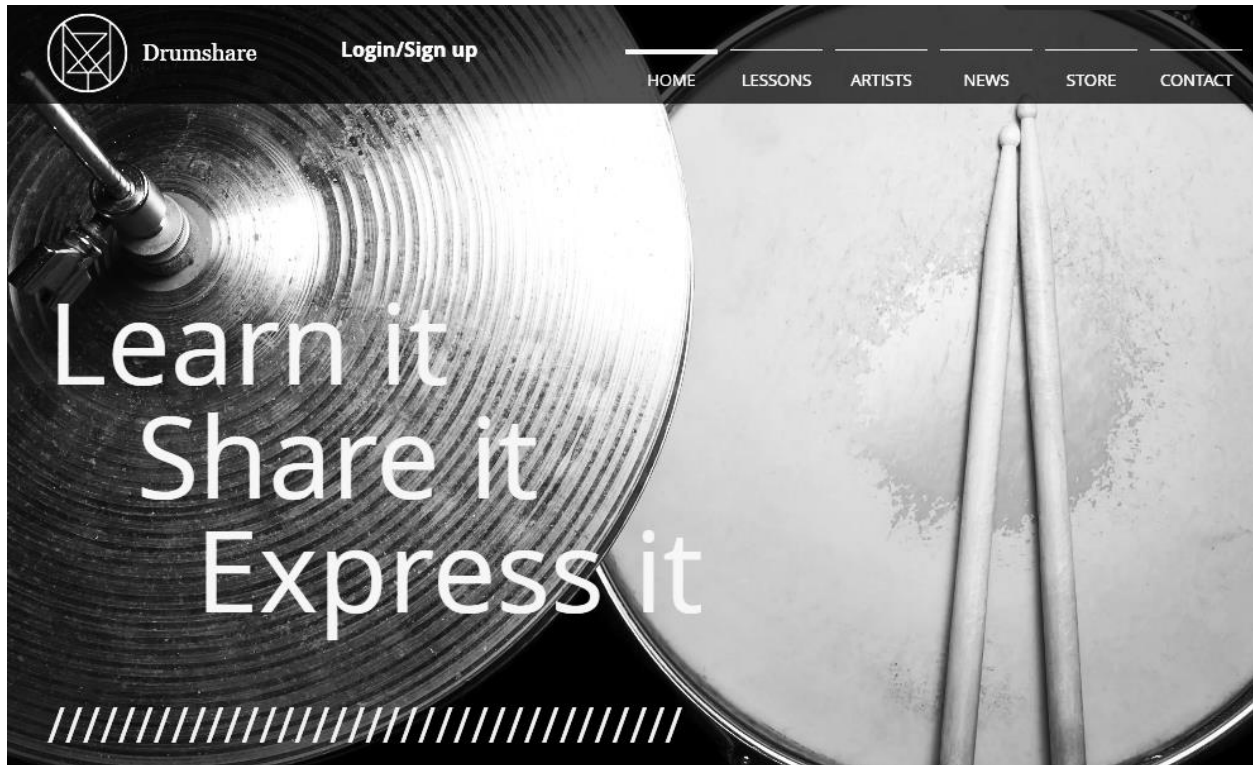 Drumshare
Login/Sign up
HOME LESSONS ARTISTS NEWS STORE CONTACT
Learn it
Share it
Express it
////////////////////////////////////